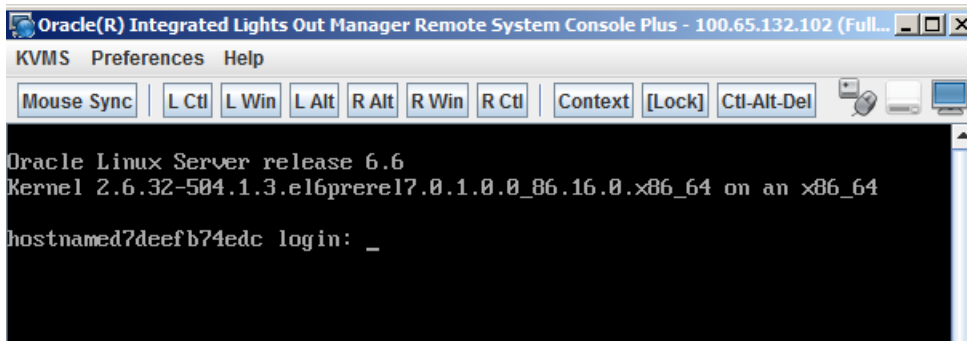 Oracle(R) Integrated Lights Out Manager Remote System Console Plus - 100.65.132.102 (Full...
KVMS Preferences Help
Mouse Sync L Ctl L Win L Alt R Alt R Win R Ctl Context [Lock] Ctl-Alt-Del
Oracle Linux Server release 6.6
Kernel 2.6.32-504.1.3.el6prerel7.0.1.0.0_86.16.0.x86_64 on an x86_64
hostnamed7deefb74edc login: _